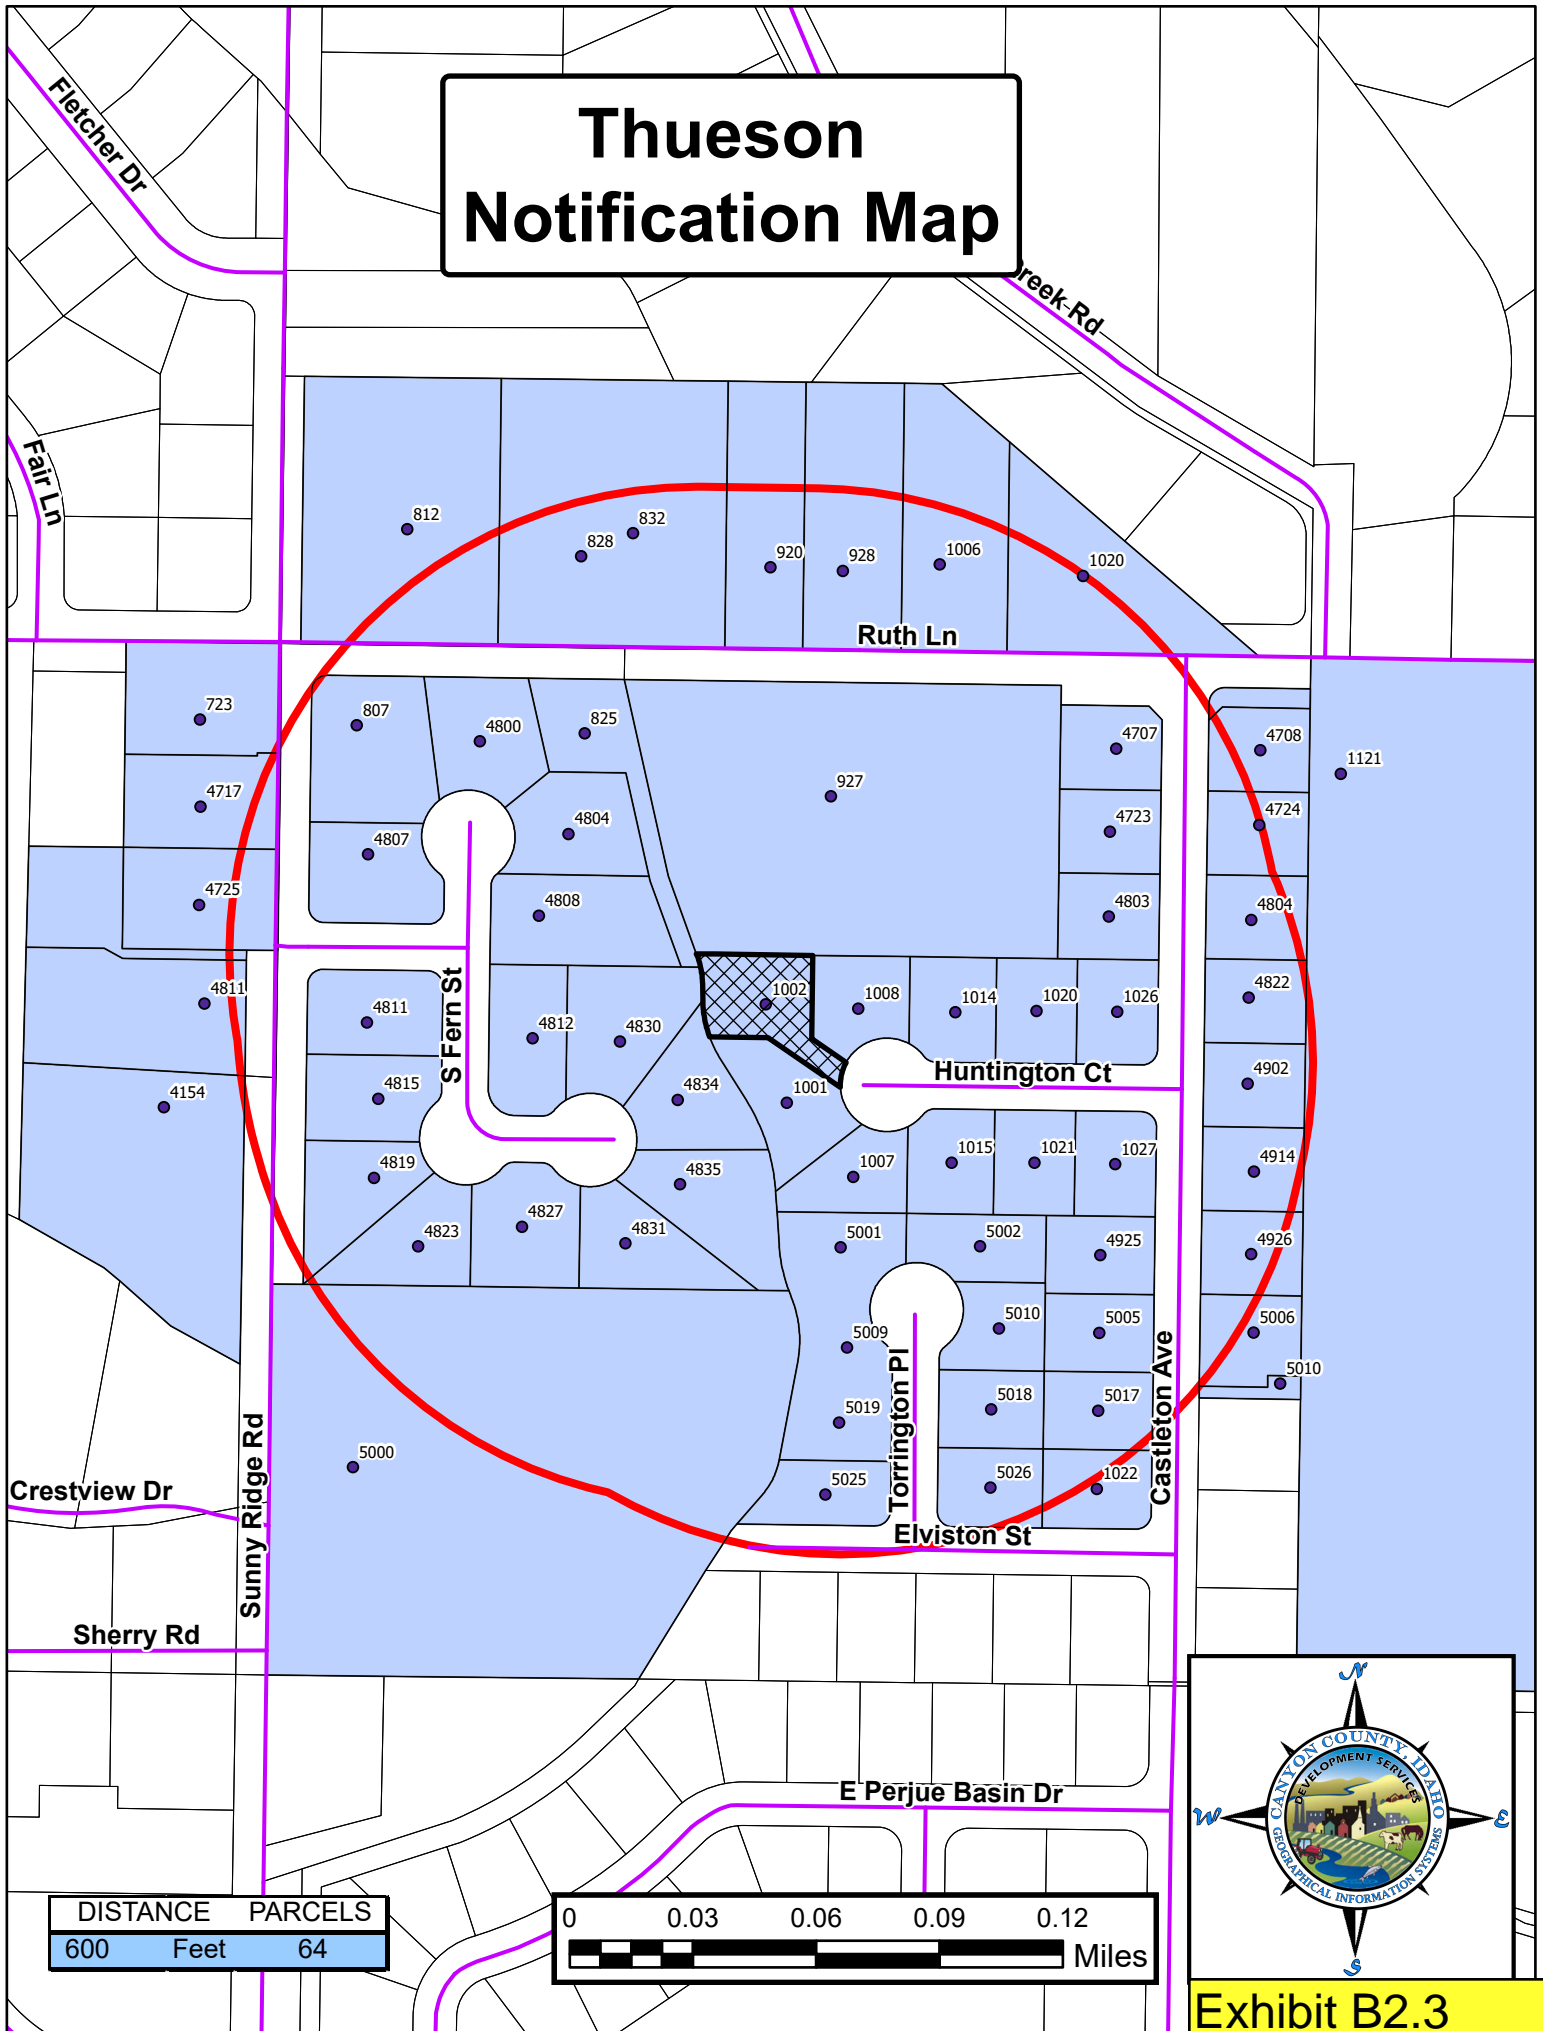 Thueson
Notification Map
Fletcher Dr
Creek Rd
Fair Ln
812
828
832
920
928
1006
1020
Ruth Ln
723
807
4800
825
927
4707
4708
1121
4717
4807
4804
4723
4724
4725
4808
4803
4804
4811
4811
S Fern St
4812
4830
1002
1008
1014
1020
1026
4822
4154
4815
4834
1001
Huntington Ct
4902
4819
4823
4827
4831
4835
1007
1015
1021
1027
4914
5001
5002
4925
4926
5009
5010
5005
5006
5010
5019
5018
5017
5000
5025
5026
1022
Torrington Pl
Castleton Ave
Elviston St
Crestview Dr
Sunny Ridge Rd
Sherry Rd
E Perjue Basin Dr
DISTANCE PARCELS
600 Feet 64
0 0.03 0.06 0.09 0.12
Miles
N
W E
S
CANYON COUNTY, IDAHO
DEVELOPMENT SERVICES
GEOGRAPHICAL INFORMATION SYSTEMS
Exhibit B2.3